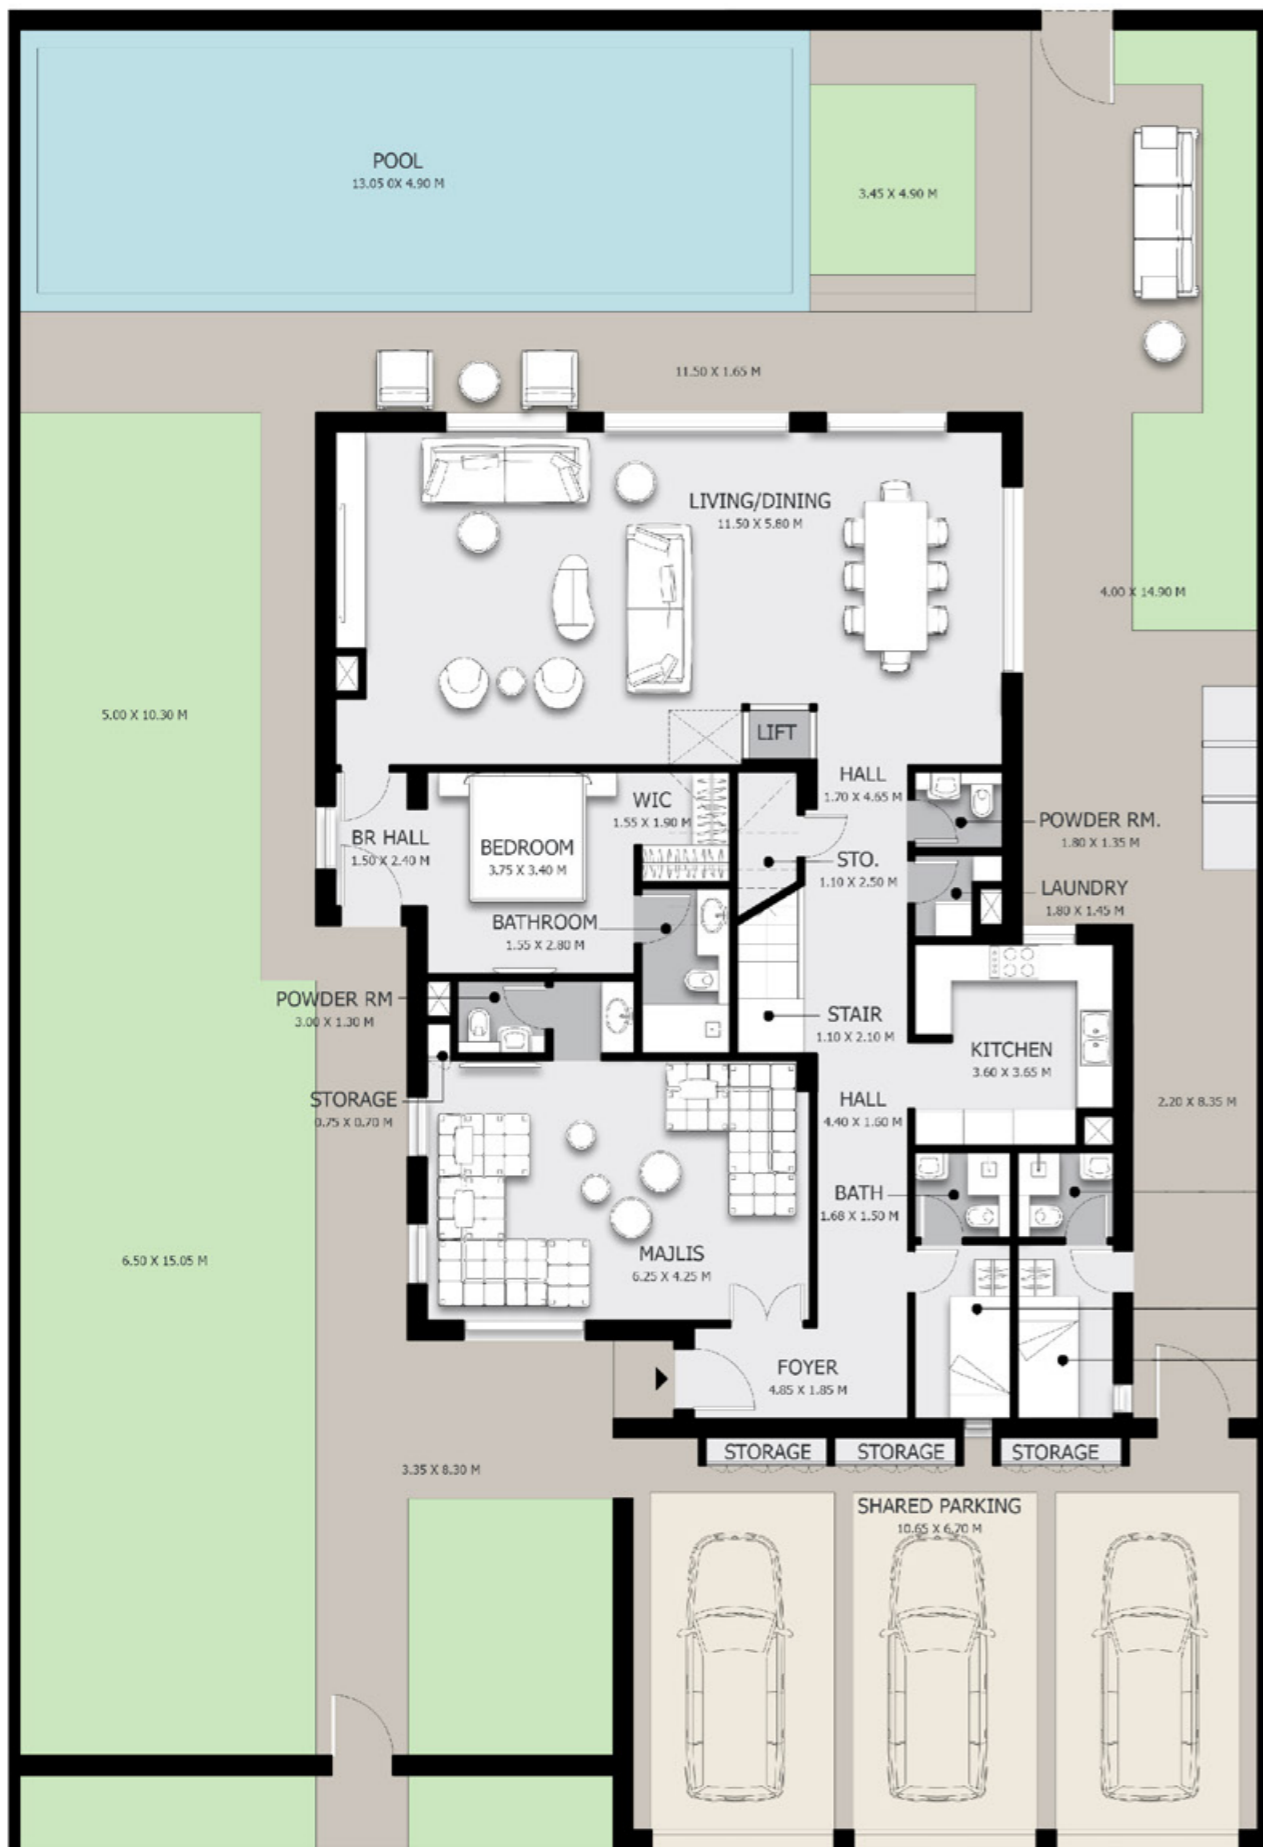 POOL
13.05 0X 4.90 M
3.45 X 4.90 M
11.50 X 1.65 M
LIVING/DINING
11.50 X 5.80 M
4.00 X 14.90 M
5.00 X 10.30 M
LIFT
HALL
1.70 X 4.65 M
WIC
1.55 X 1.90 M
POWDER RM.
1.80 X 1.35 M
BR HALL
1.50 X 2.40 M
BEDROOM
3.75 X 3.40 M
STO.
1.10 X 2.50 M
LAUNDRY
1.80 X 1.45 M
BATHROOM
1.55 X 2.80 M
POWDER RM
3.00 X 1.30 M
STAIR
1.10 X 2.10 M
KITCHEN
3.60 X 3.65 M
STORAGE
0.75 X 0.70 M
HALL
4.40 X 1.60 M
2.20 X 8.35 M
BATH
1.68 X 1.50 M
6.50 X 15.05 M
MAJLIS
6.25 X 4.25 M
FOYER
4.85 X 1.85 M
STORAGE
STORAGE
STORAGE
3.35 X 8.30 M
SHARED PARKING
10.65 X 6.70 M